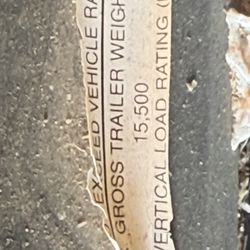 EXCEED VEHICLE RA
GROSS TRAILER WEIGH
15,500
VERTICAL LOAD RATING (